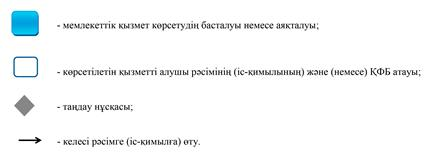 - мемлекеттік қызмет көрсетудің басталуы немесе аяқталуы;
- көрсетілетін қызметті алушы рәсімінің (іс-қимылының) және (немесе) ҚФБ атауы;
- таңдау нұсқасы;
- келесі рәсімге (іс-қимылға) өту.